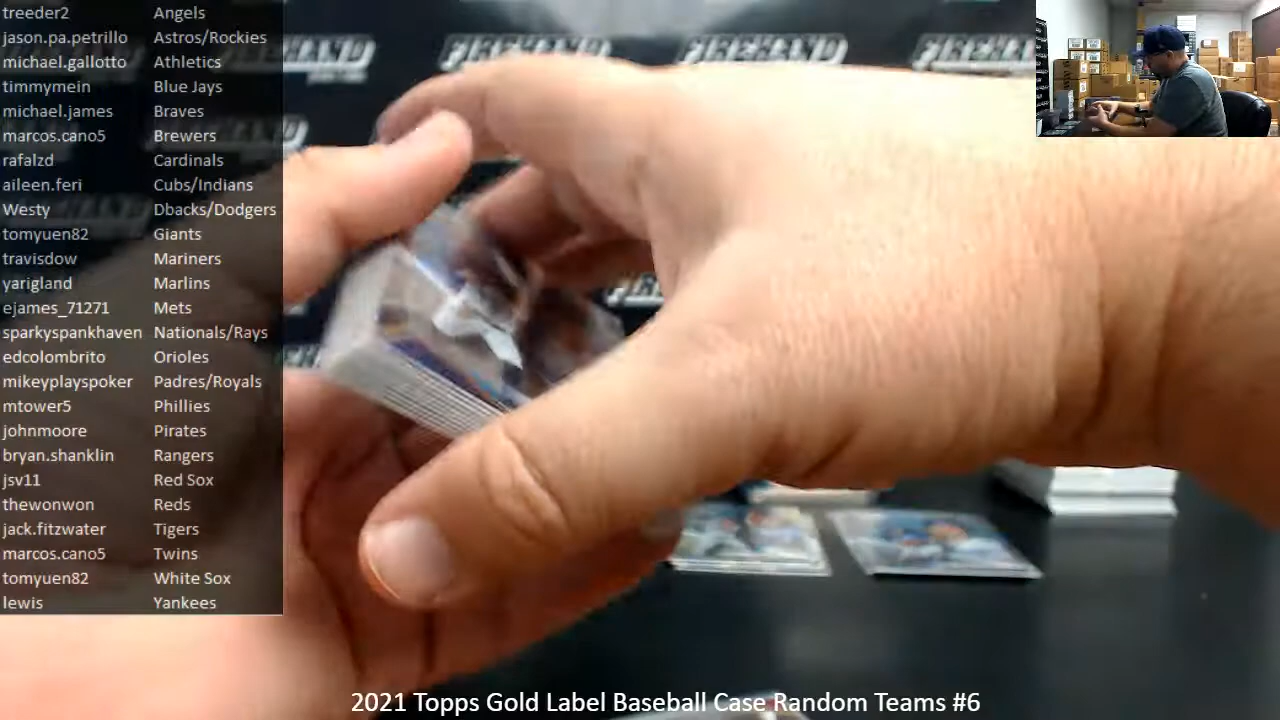 treeder2 Angels
jason.pa.petrillo Astros/Rockies
michael.gallotto Athletics
timmymein Blue Jays
michael.james Braves
marcos.cano5 Brewers
rafalzd Cardinals
aileen.feri Cubs/Indians
Westy Dbacks/Dodgers
tomyuen82 Giants
travisdow Mariners
yarigland Marlins
ejames_71271 Mets
sparkyspankhaven Nationals/Rays
edcolombrito Orioles
mikeyplayspoker Padres/Royals
mtower5 Phillies
johnmoore Pirates
bryan.shanklin Rangers
jsv11 Red Sox
thewonwon Reds
jack.fitzwater Tigers
marcos.cano5 Twins
tomyuen82 White Sox
lewis Yankees
FIREHAND FIREHAND FIREHAND FIREHAND
2021 Topps Gold Label Baseball Case Random Teams #6